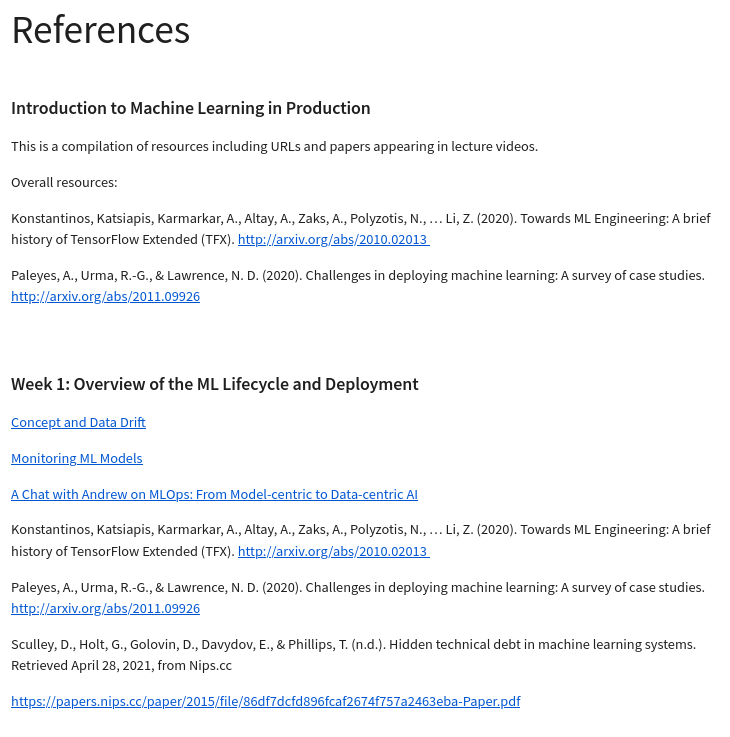 References
Introduction to Machine Learning in Production
This is a compilation of resources including URLs and papers appearing in lecture videos.
Overall resources:
Konstantinos, Katsiapis, Karmarkar, A., Altay, A., Zaks, A., Polyzotis, N., … Li, Z. (2020). Towards ML Engineering: A brief
history of TensorFlow Extended (TFX). http://arxiv.org/abs/2010.02013
Paleyes, A., Urma, R.-G., & Lawrence, N. D. (2020). Challenges in deploying machine learning: A survey of case studies.
http://arxiv.org/abs/2011.09926
Week 1: Overview of the ML Lifecycle and Deployment
Concept and Data Drift
Monitoring ML Models
A Chat with Andrew on MLOps: From Model-centric to Data-centric AI
Konstantinos, Katsiapis, Karmarkar, A., Altay, A., Zaks, A., Polyzotis, N., … Li, Z. (2020). Towards ML Engineering: A brief
history of TensorFlow Extended (TFX). http://arxiv.org/abs/2010.02013
Paleyes, A., Urma, R.-G., & Lawrence, N. D. (2020). Challenges in deploying machine learning: A survey of case studies.
http://arxiv.org/abs/2011.09926
Sculley, D., Holt, G., Golovin, D., Davydov, E., & Phillips, T. (n.d.). Hidden technical debt in machine learning systems.
Retrieved April 28, 2021, from Nips.cc
https://papers.nips.cc/paper/2015/file/86df7dcfd896fcaf2674f757a2463eba-Paper.pdf